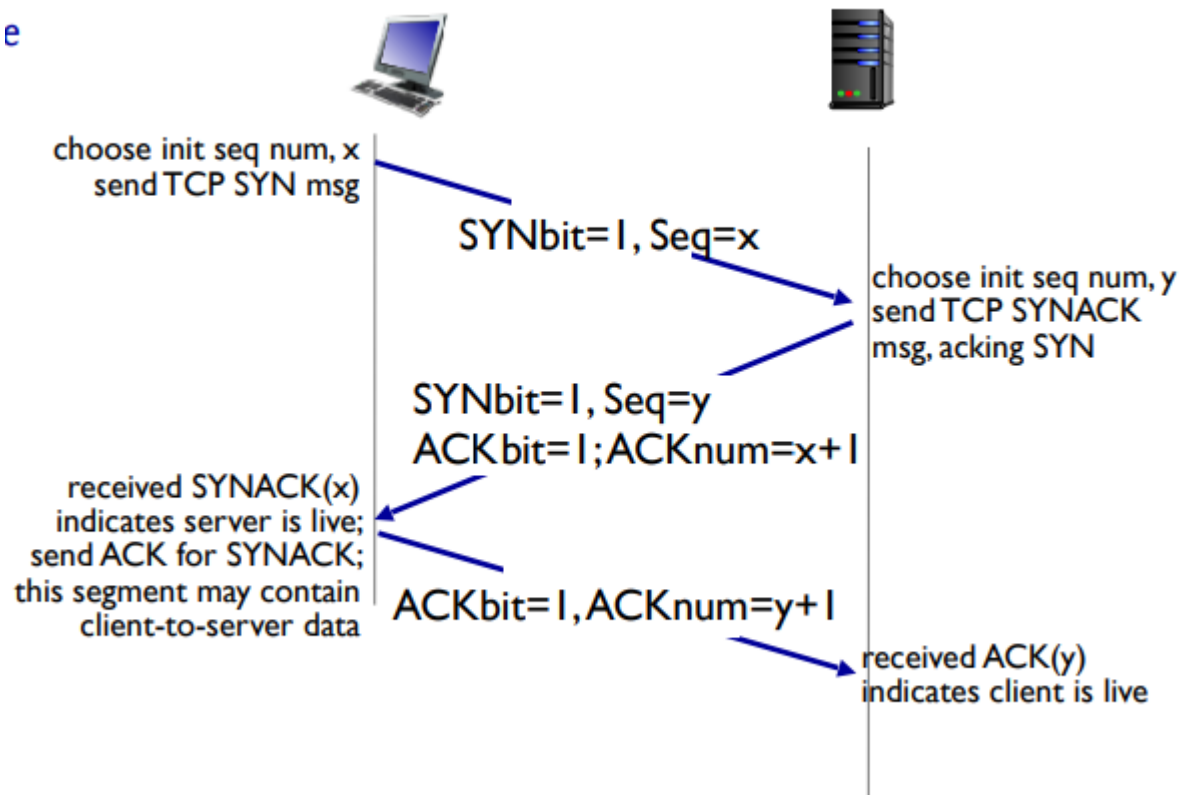 e
choose init seq num, x
send TCP SYN msg
SYNbit=1, Seq=x
choose init seq num, y
send TCP SYNACK
msg, acking SYN
SYNbit=1, Seq=y
ACKbit=1; ACKnum=x+1
received SYNACK(x)
indicates server is live;
send ACK for SYNACK;
this segment may contain
client-to-server data
ACKbit=1, ACKnum=y+1
received ACK(y)
indicates client is live